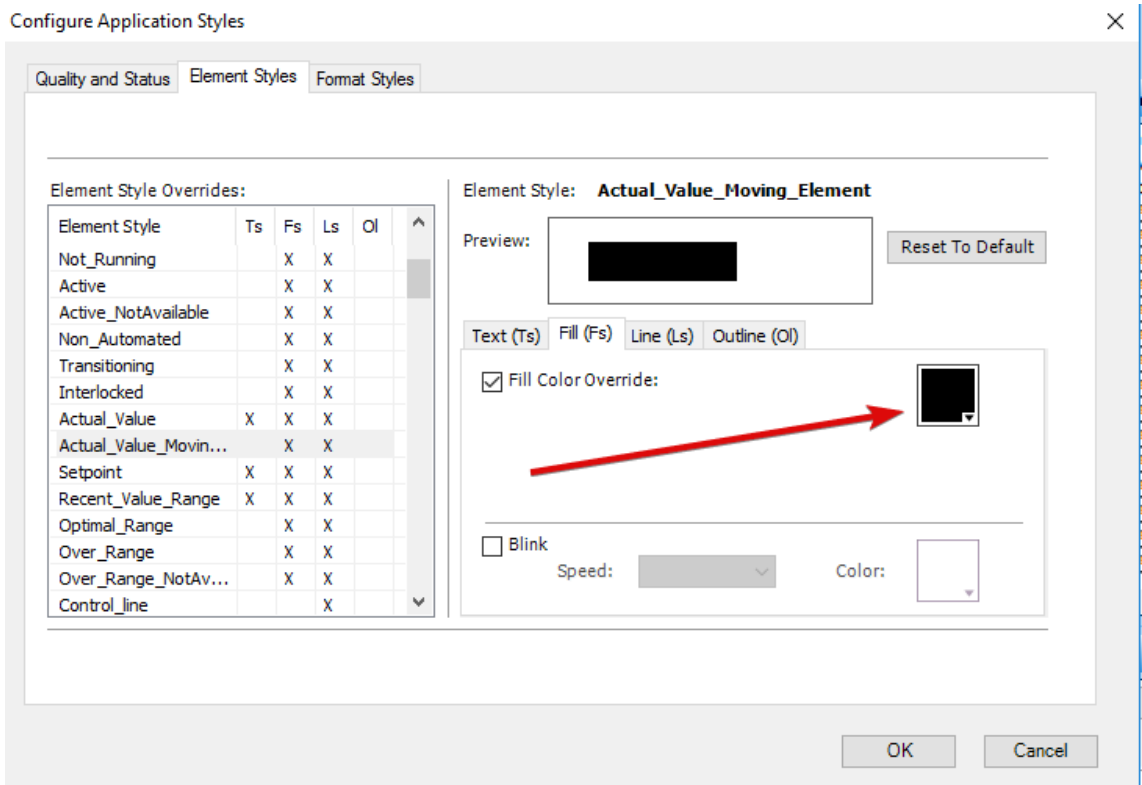 Configure Application Styles
Quality and Status Element Styles Format Styles
Element Style Overrides:
Element Style Ts Fs Ls Ol
Not_Running X X
Active X X
Active_NotAvailable X X
Non_Automated X X
Transitioning X X
Interlocked X X
Actual_Value X X X
Actual_Value_Movin... X X
Setpoint X X X
Recent_Value_Range X X X
Optimal_Range X X
Over_Range X X
Over_Range_NotAv... X X
Control_line X
Element Style: Actual_Value_Moving_Element
Preview:
Reset To Default
Text (Ts) Fill (Fs) Line (Ls) Outline (Ol)
Fill Color Override:
Blink
Speed: Color:
OK Cancel